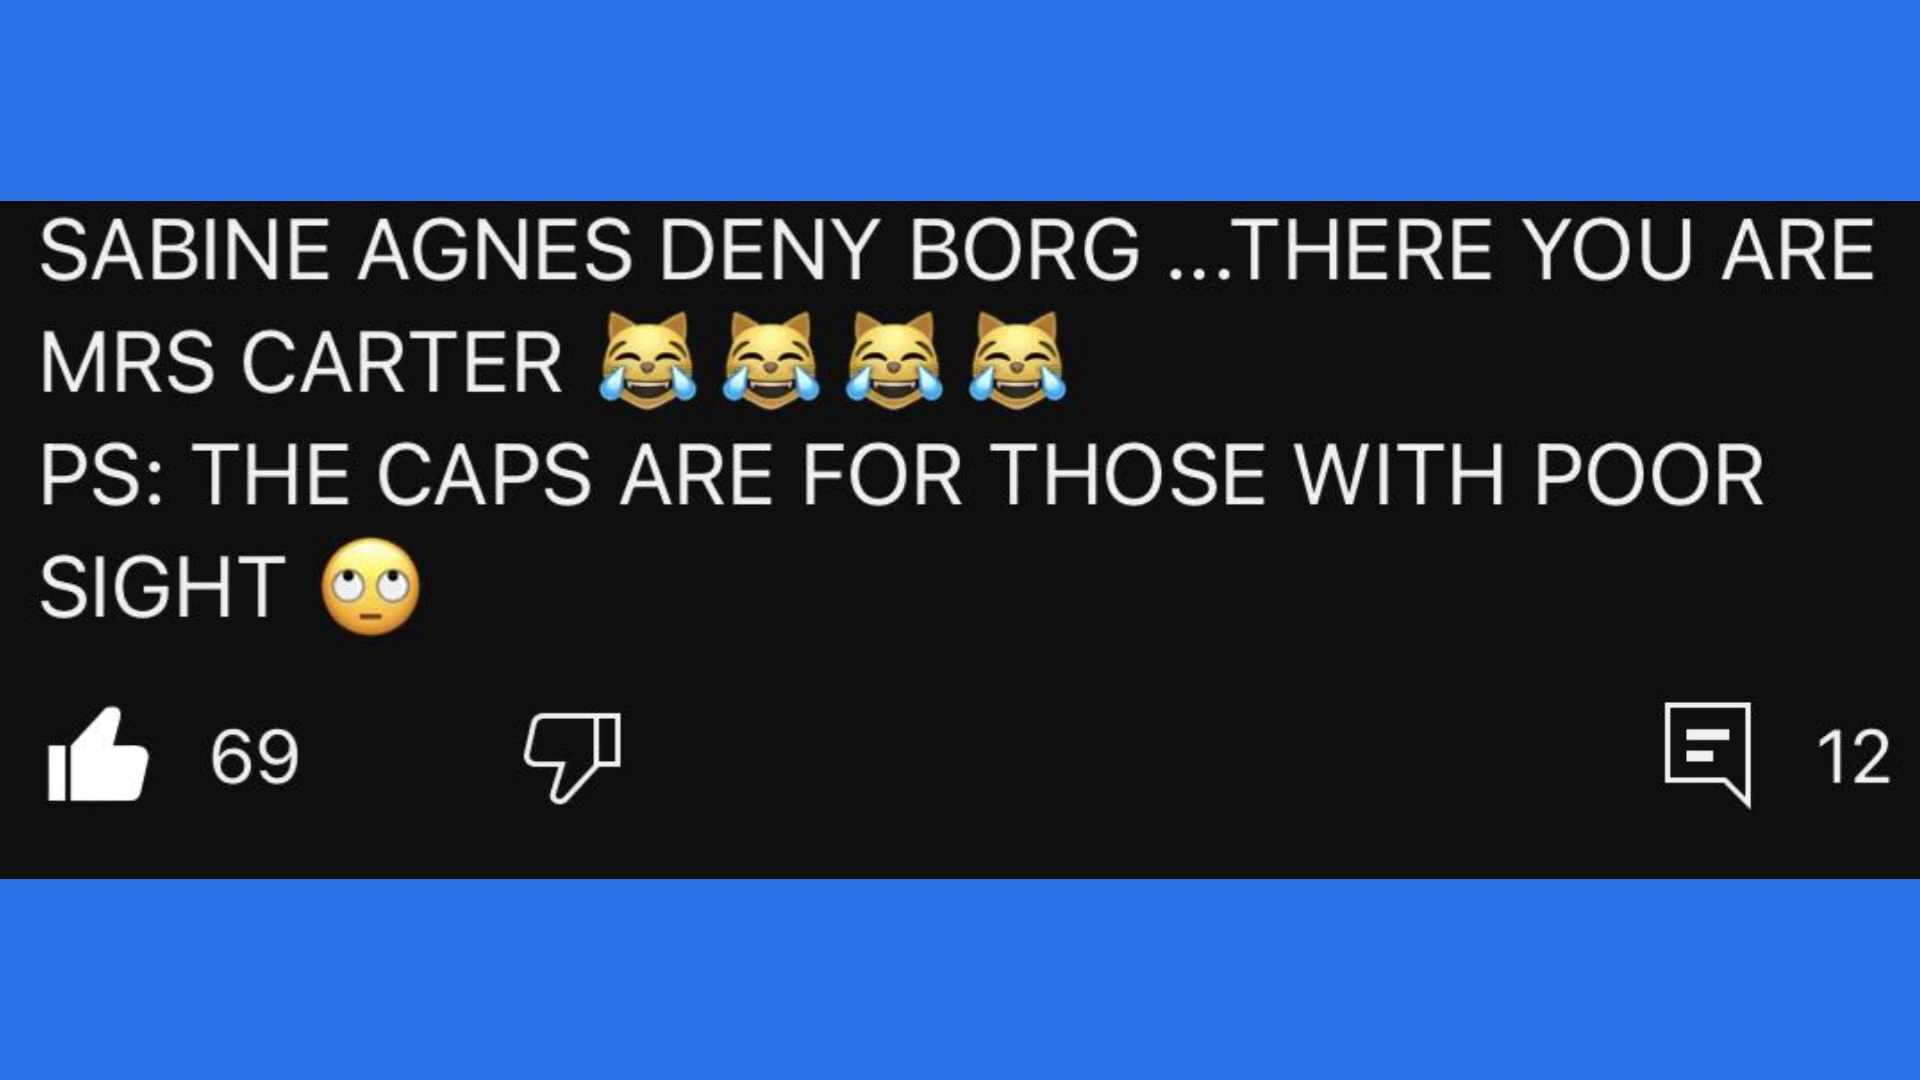 SABINE AGNES DENY BORG ...THERE YOU ARE
MRS CARTER 😹😹😹😹
PS: THE CAPS ARE FOR THOSE WITH POOR
SIGHT 🙄
69
12